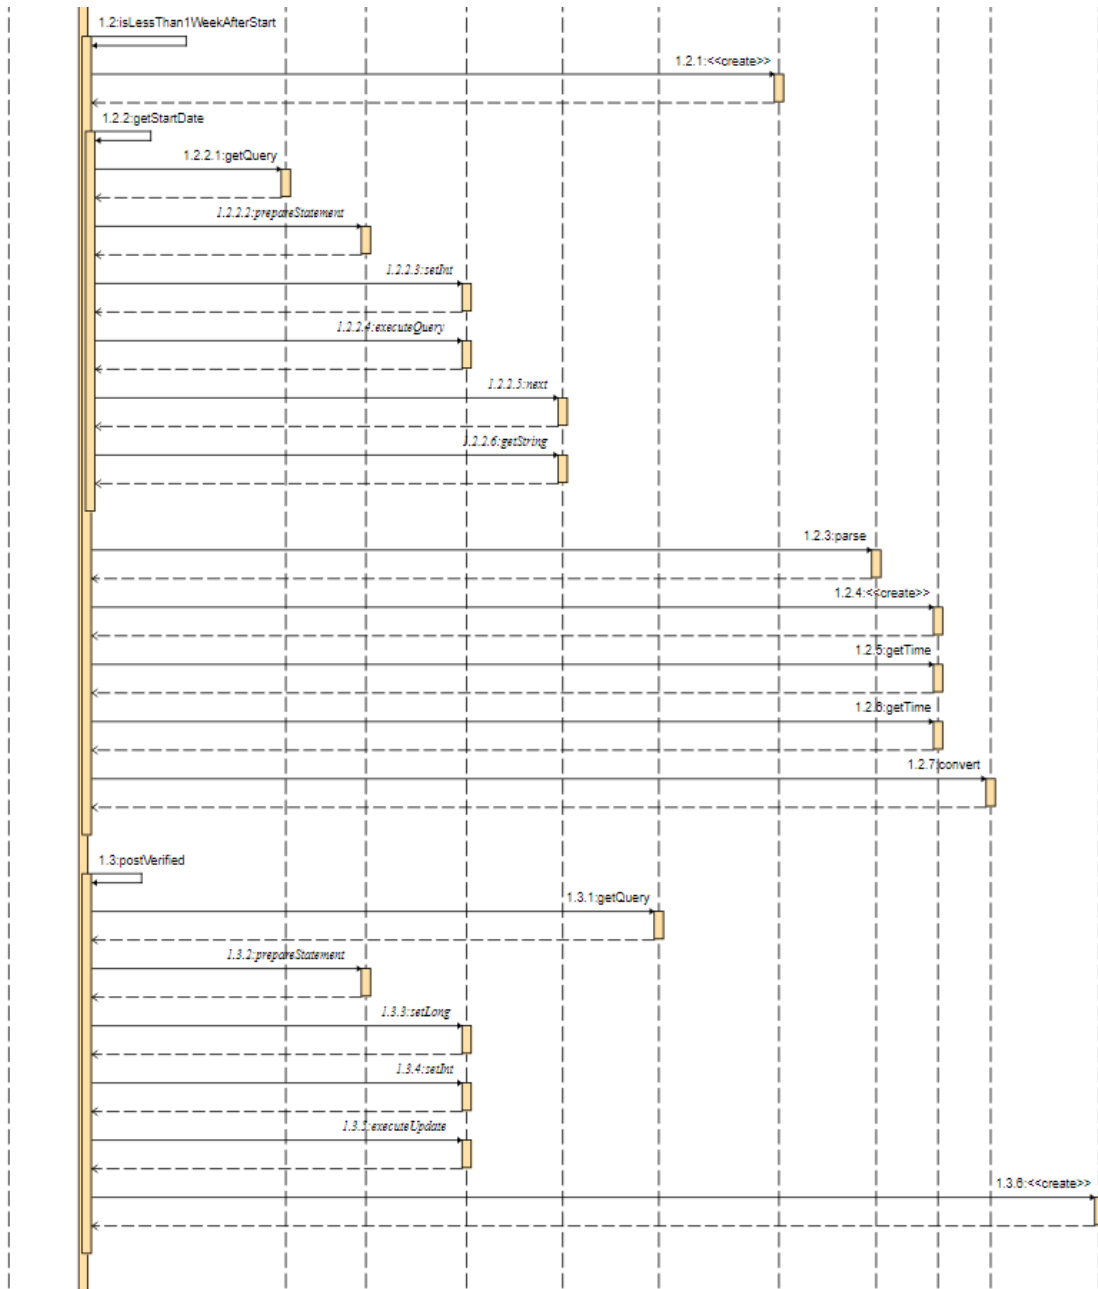 1.2:isLessThan1WeekAfterStart
1.2.1:<<create>>
1.2.2:getStartDate
1.2.2.1:getQuery
1.2.2.2:prepareStatement
1.2.2.3:setInt
1.2.2.4:executeQuery
1.2.2.5:next
1.2.2.6:getString
1.2.3:parse
1.2.4:<<create>>
1.2.5:getTime
1.2.6:getTime
1.2.7:convert
1.3:postVerified
1.3.1:getQuery
1.3.2:prepareStatement
1.3.3:setLong
1.3.4:setInt
1.3.5:executeUpdate
1.3.6:<<create>>